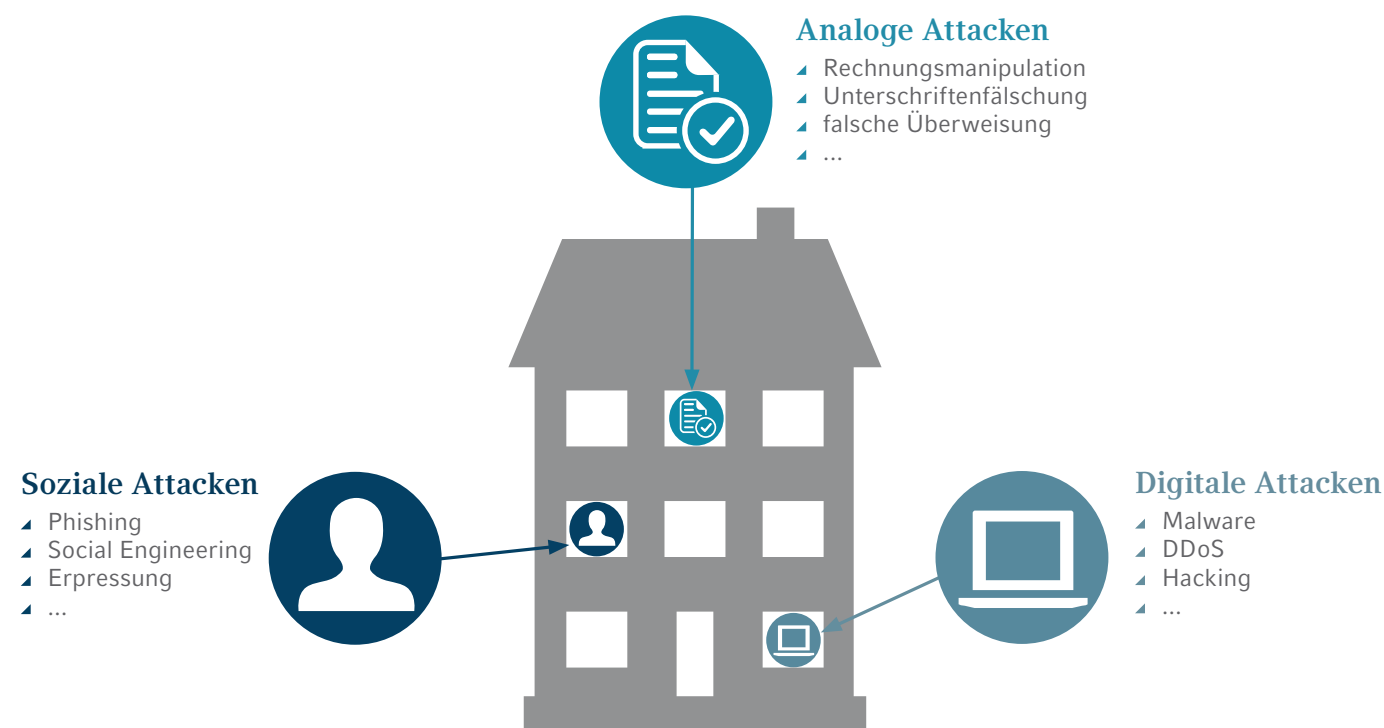 Analoge Attacken
Rechnungsmanipulation
Unterschriftenfälschung
falsche Überweisung
...
Soziale Attacken
Phishing
Social Engineering
Erpressung
...
Digitale Attacken
Malware
DDoS
Hacking
...